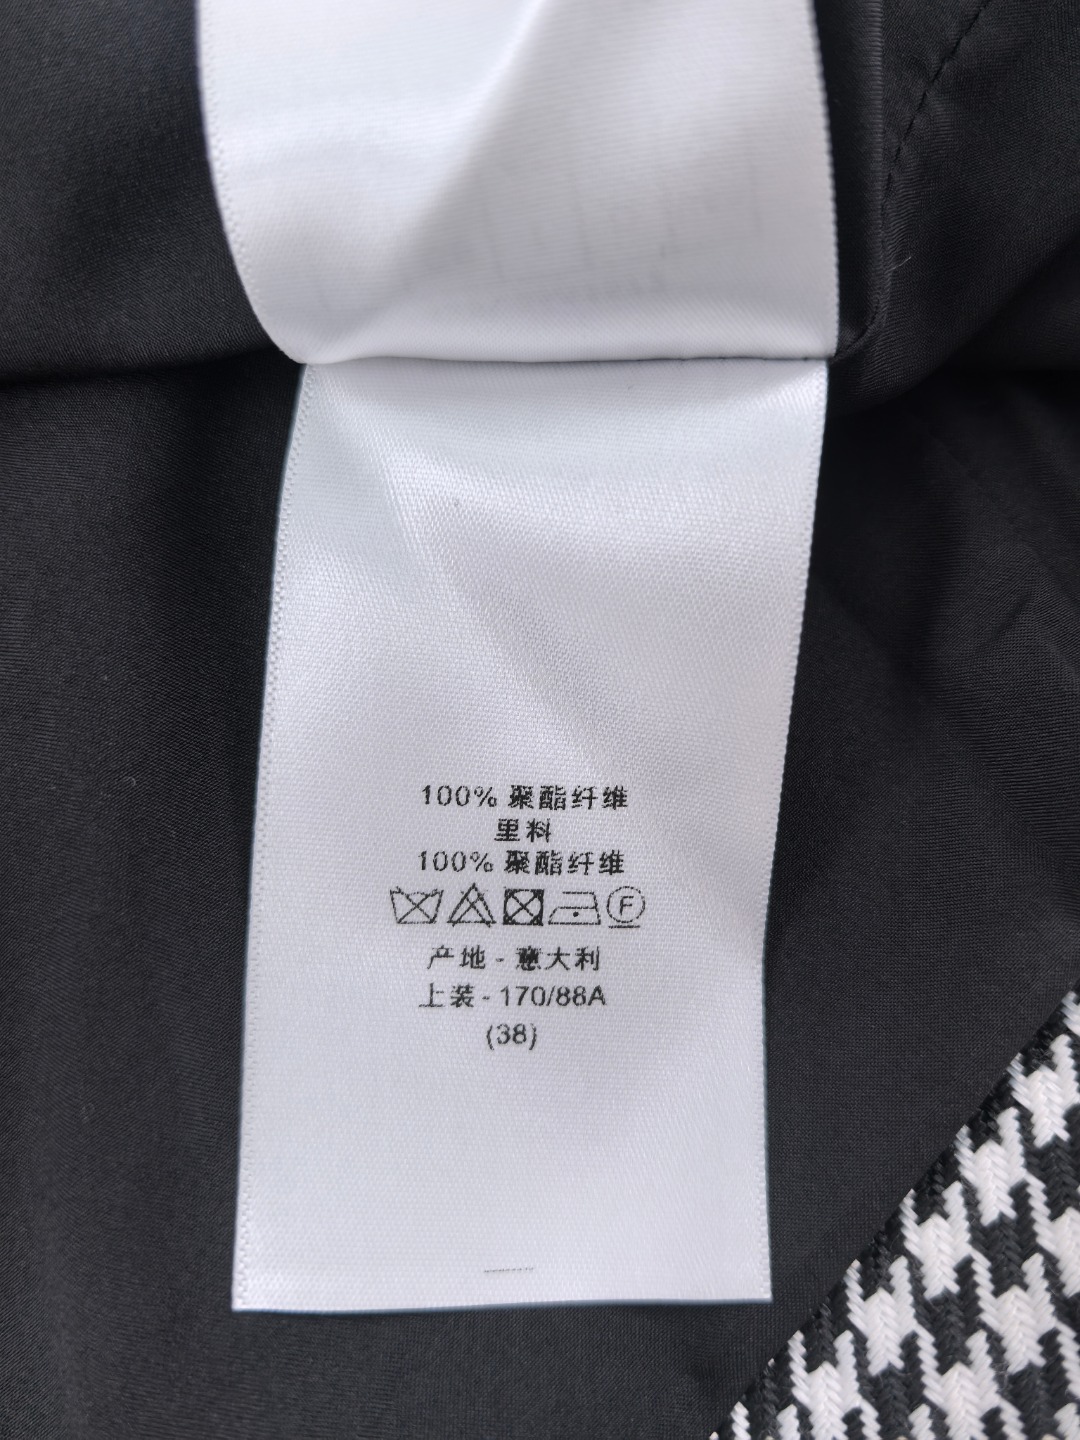 100% 聚酯纤维
里料
100% 聚酯纤维
F
产地 - 意大利
上装 - 170/88A
(38)